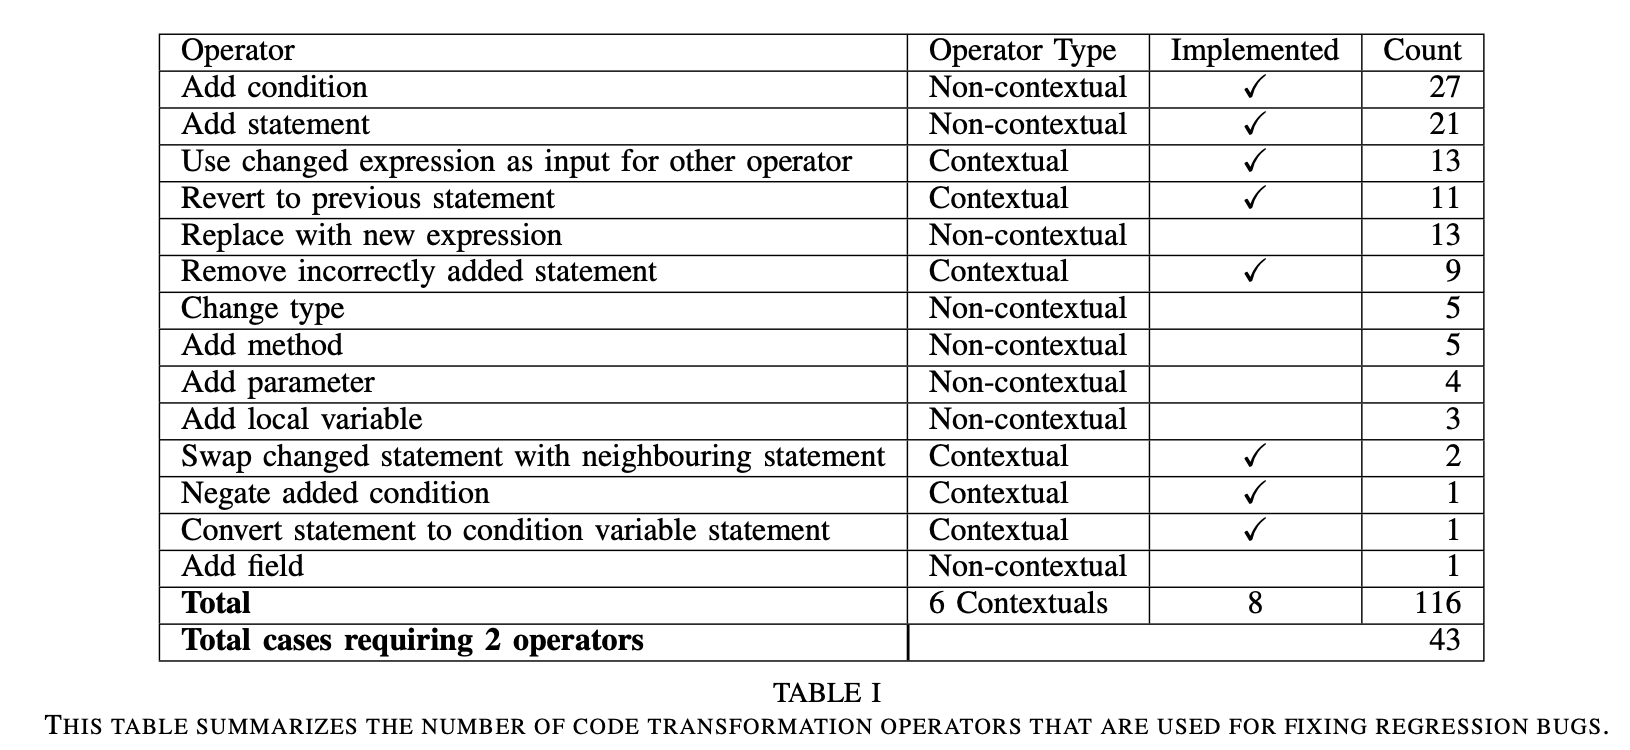 Operator Operator Type Implemented Count
Add condition Non-contextual ✓ 27
Add statement Non-contextual ✓ 21
Use changed expression as input for other operator Contextual ✓ 13
Revert to previous statement Contextual ✓ 11
Replace with new expression Non-contextual 13
Remove incorrectly added statement Contextual ✓ 9
Change type Non-contextual 5
Add method Non-contextual 5
Add parameter Non-contextual 4
Add local variable Non-contextual 3
Swap changed statement with neighbouring statement Contextual ✓ 2
Negate added condition Contextual ✓ 1
Convert statement to condition variable statement Contextual ✓ 1
Add field Non-contextual 1
Total 6 Contextuals 8 116
Total cases requiring 2 operators 43
TABLE I
THIS TABLE SUMMARIZES THE NUMBER OF CODE TRANSFORMATION OPERATORS THAT ARE USED FOR FIXING REGRESSION BUGS.